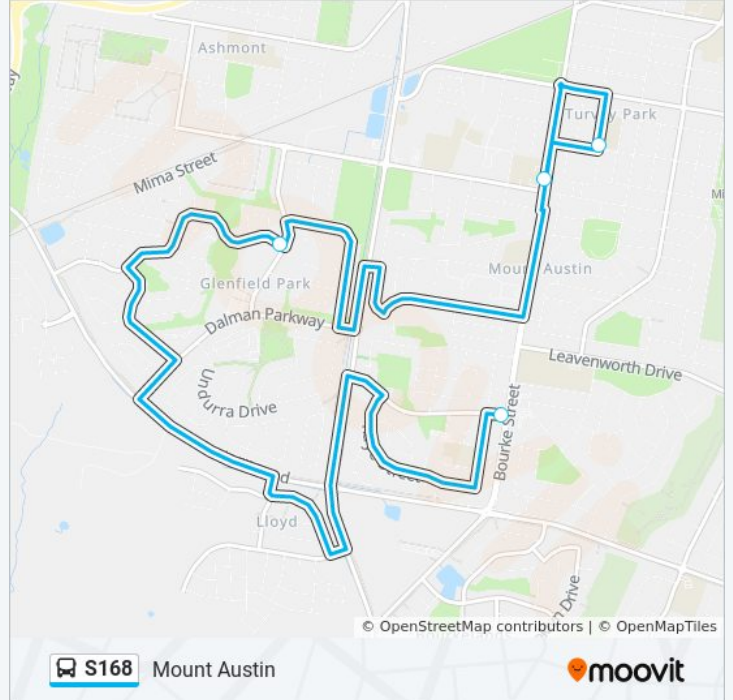 Ashmont
Turvey Park
Mima Street
Mount Austin
Glenfield Park
Dalman Parkway
Leavenworth Drive
Undurra Drive
Bourke Street
Lloyd
Drive
© OpenStreetMap contributors | © OpenMapTiles
S168 Mount Austin
moovit